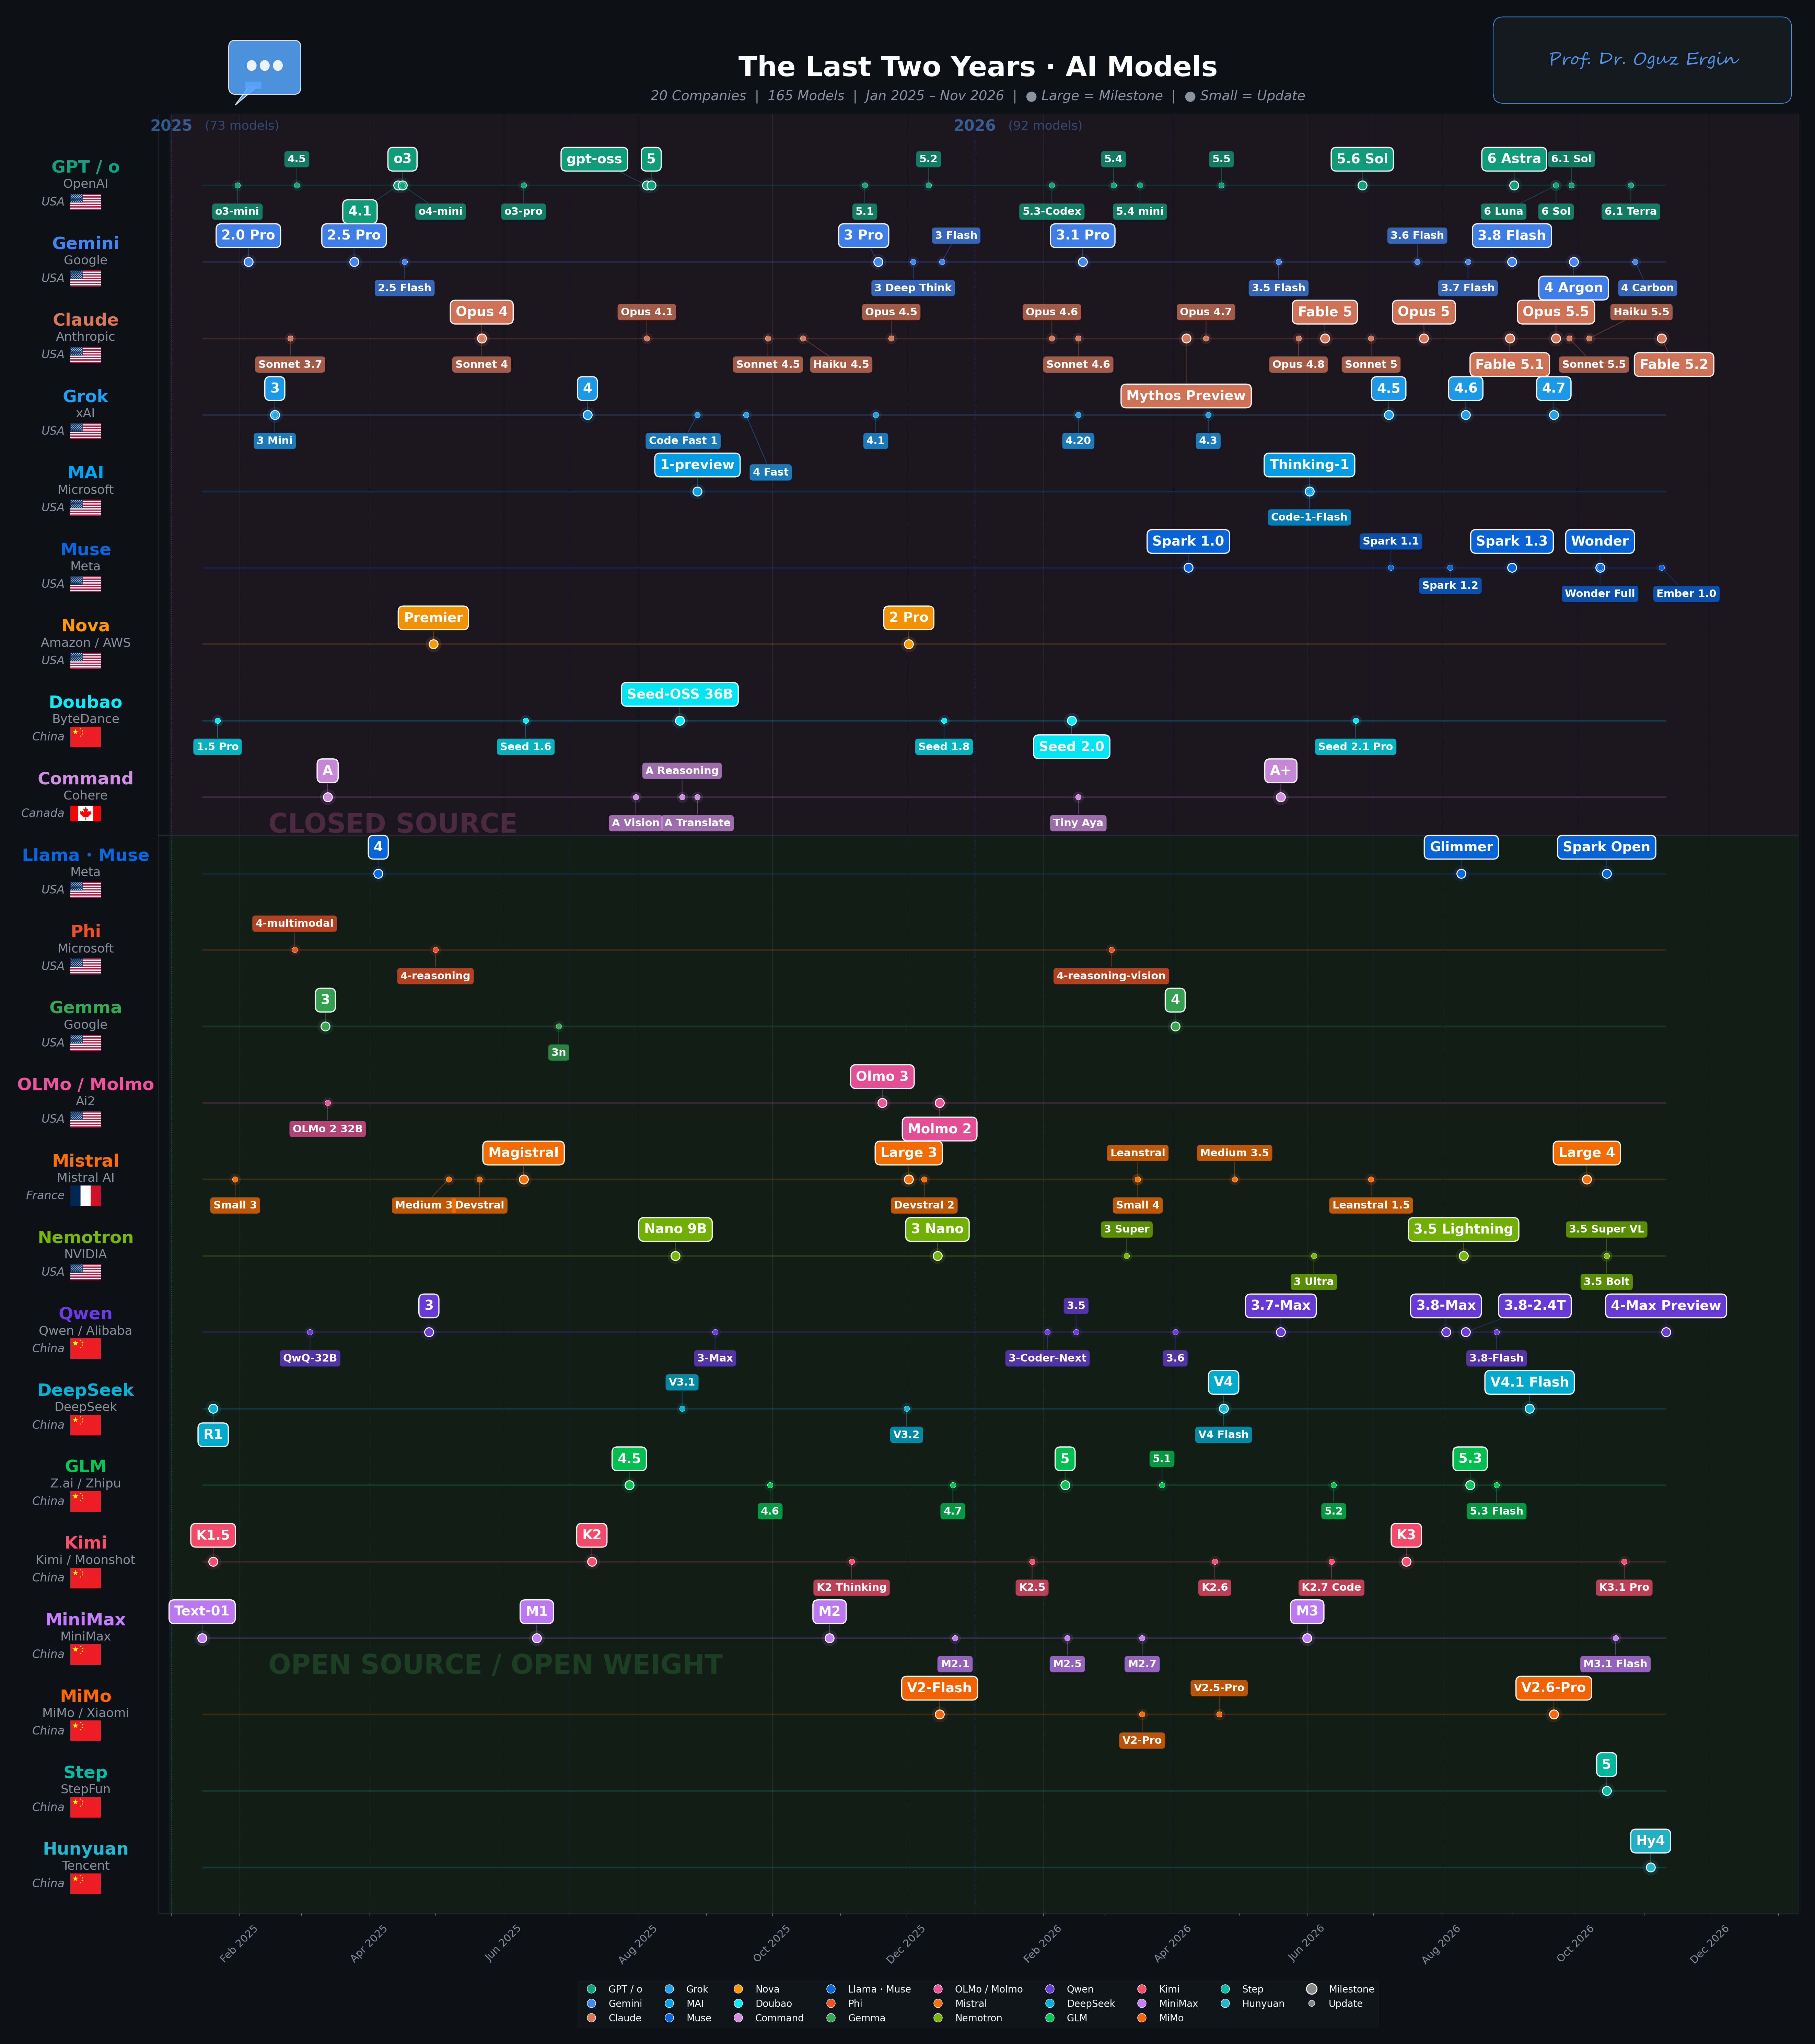 The Last Two Years · AI Models
Prof. Dr. Oguz Ergin
20 Companies | 165 Models | Jan 2025 – Nov 2026 | ● Large = Milestone | ● Small = Update
2025 (73 models) 2026 (92 models)
GPT / o
OpenAI
USA
4.5 o3 gpt-oss 5 5.2 5.4 5.5 5.6 Sol 6 Astra 6.1 Sol
o3-mini 4.1 o4-mini o3-pro 5.1 5.3-Codex 5.4 mini 6 Luna 6 Sol 6.1 Terra
Gemini
Google
USA
2.0 Pro 2.5 Pro 3 Pro 3 Flash 3.1 Pro 3.6 Flash 3.8 Flash
2.5 Flash 3 Deep Think 3.5 Flash 3.7 Flash 4 Argon 4 Carbon
Claude
Anthropic
USA
Opus 4 Opus 4.1 Opus 4.5 Opus 4.6 Opus 4.7 Fable 5 Opus 5 Opus 5.5 Haiku 5.5
Sonnet 3.7 Sonnet 4 Sonnet 4.5 Haiku 4.5 Sonnet 4.6 Opus 4.8 Sonnet 5 Fable 5.1 Sonnet 5.5 Fable 5.2
Mythos Preview
Grok
xAI
USA
3 4 4.5 4.6 4.7
3 Mini Code Fast 1 4.1 4.20 4.3
4 Fast
MAI
Microsoft
USA
1-preview Thinking-1
Code-1-Flash
Muse
Meta
USA
Spark 1.0 Spark 1.1 Spark 1.3 Wonder
Spark 1.2 Wonder Full Ember 1.0
Nova
Amazon / AWS
USA
Premier 2 Pro
Doubao
ByteDance
China
Seed-OSS 36B
1.5 Pro Seed 1.6 Seed 1.8 Seed 2.0 Seed 2.1 Pro
Command
Cohere
Canada
A A Reasoning A+
A Vision A Translate Tiny Aya
CLOSED SOURCE
Llama · Muse
Meta
USA
4 Glimmer Spark Open
Phi
Microsoft
USA
4-multimodal
4-reasoning 4-reasoning-vision
Gemma
Google
USA
3 4
3n
OLMo / Molmo
Ai2
USA
Olmo 3
OLMo 2 32B Molmo 2
Mistral
Mistral AI
France
Magistral Large 3 Leanstral Medium 3.5 Large 4
Small 3 Medium 3 Devstral Devstral 2 Small 4 Leanstral 1.5
Nemotron
NVIDIA
USA
Nano 9B 3 Nano 3 Super 3.5 Lightning 3.5 Super VL
3 Ultra 3.5 Bolt
Qwen
Qwen / Alibaba
China
3 3.5 3.7-Max 3.8-Max 3.8-2.4T 4-Max Preview
QwQ-32B 3-Max 3-Coder-Next 3.6 3.8-Flash
DeepSeek
DeepSeek
China
V3.1 V4 V4.1 Flash
R1 V3.2 V4 Flash
GLM
Z.ai / Zhipu
China
4.5 5 5.1 5.3
4.6 4.7 5.2 5.3 Flash
Kimi
Kimi / Moonshot
China
K1.5 K2 K3
K2 Thinking K2.5 K2.6 K2.7 Code K3.1 Pro
MiniMax
MiniMax
China
Text-01 M1 M2 M3
M2.1 M2.5 M2.7 M3.1 Flash
OPEN SOURCE / OPEN WEIGHT
MiMo
MiMo / Xiaomi
China
V2-Flash V2.5-Pro V2.6-Pro
V2-Pro
Step
StepFun
China
5
Hunyuan
Tencent
China
Hy4
Feb 2025 Apr 2025 Jun 2025 Aug 2025 Oct 2025 Dec 2025 Feb 2026 Apr 2026 Jun 2026 Aug 2026 Oct 2026 Dec 2026
GPT / o Grok Nova Llama · Muse OLMo / Molmo Qwen Kimi Step Milestone
Gemini MAI Doubao Phi Mistral DeepSeek MiniMax Hunyuan Update
Claude Muse Command Gemma Nemotron GLM MiMo